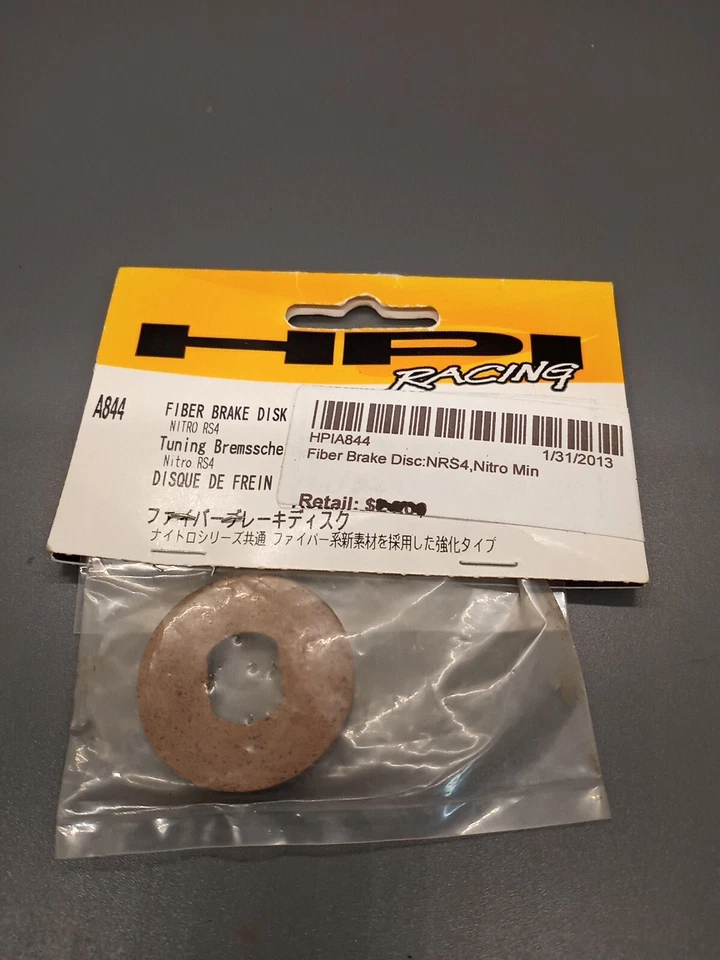 HPI
RACING
A844
FIBER BRAKE DISK
NITRO RS4
Tuning Bremssche
Nitro RS4
DISQUE DE FREIN
ファイバーブレーキディスク
ナイトロシリーズ共通 ファイバー系新素材を採用した強化タイプ
HPIA844 1/31/2013
Fiber Brake Disc:NRS4,Nitro Min
Retail: $